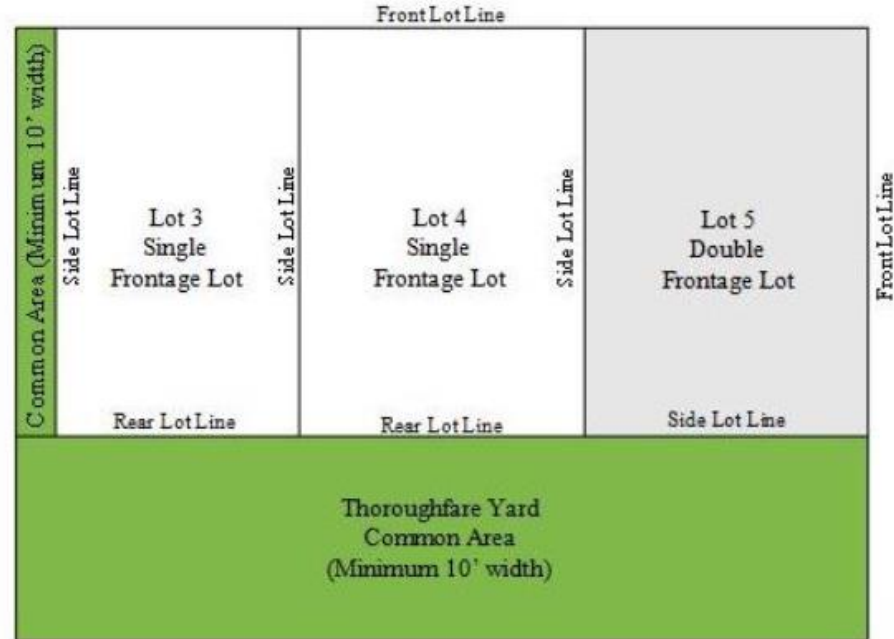 Front Lot Line
Common Area (Minimum 10' width)
Side Lot Line
Lot 3
Single
Frontage Lot
Side Lot Line
Lot 4
Single
Frontage Lot
Side Lot Line
Lot 5
Double
Frontage Lot
Front Lot Line
Rear Lot Line
Rear Lot Line
Side Lot Line
Thoroughfare Yard
Common Area
(Minimum 10' width)